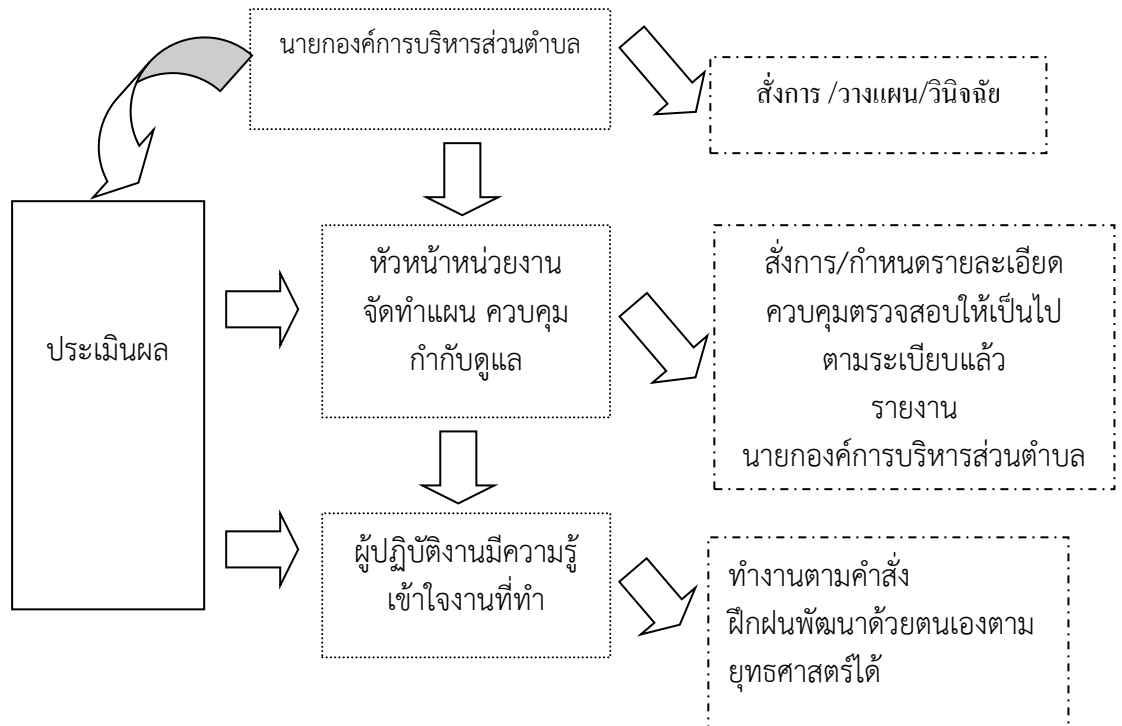 นายกองค์การบริหารส่วนตำบล
สั่งการ /วางแผน/วินิจฉัย
ประเมินผล
หัวหน้าหน่วยงาน
จัดทำแผน ควบคุม
กำกับดูแล
สั่งการ/กำหนดรายละเอียด
ควบคุมตรวจสอบให้เป็นไป
ตามระเบียบแล้ว
รายงาน
นายกองค์การบริหารส่วนตำบล
ผู้ปฏิบัติงานมีความรู้
เข้าใจงานที่ทำ
ทำงานตามคำสั่ง
ฝึกฝนพัฒนาด้วยตนเองตาม
ยุทธศาสตร์ได้